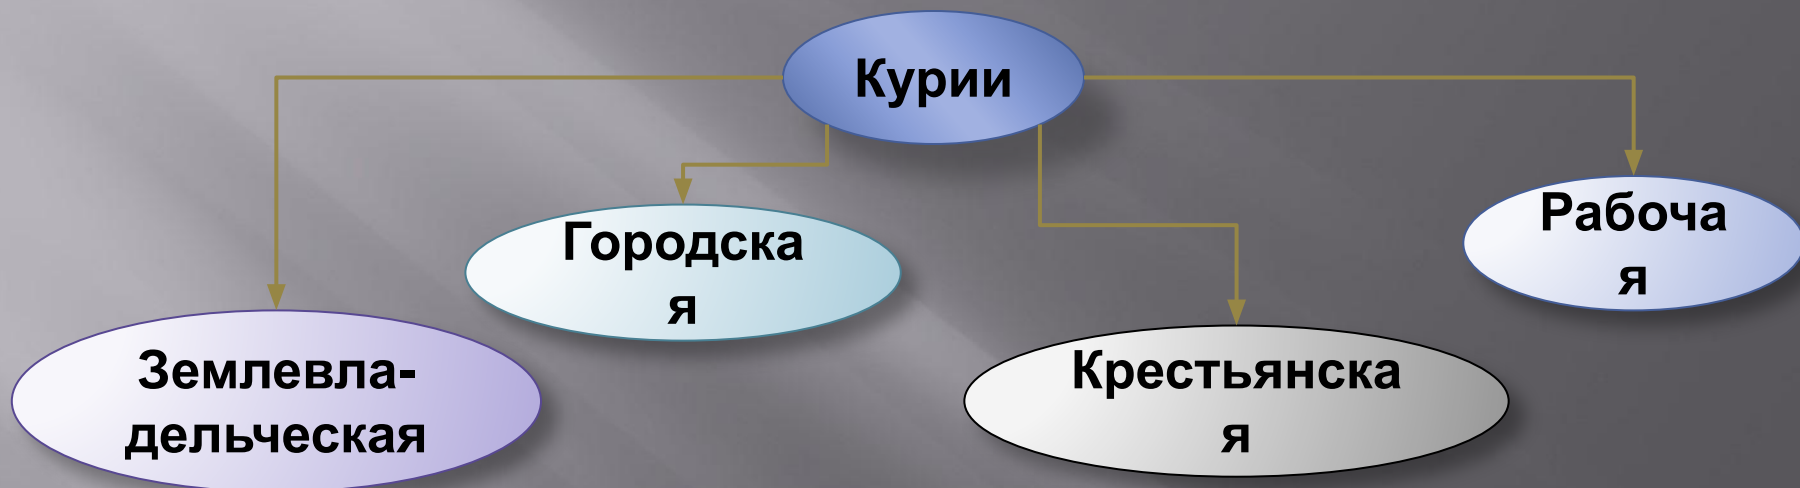 Курии
Городска
я
Рабоча
я
Землевла-
дельческая
Крестьянска
я